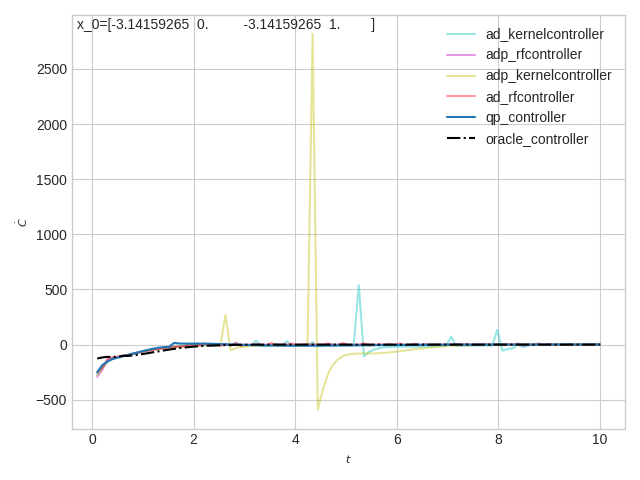 x_0=[-3.14159265 0. -3.14159265 1. ]
ad_kernelcontroller
adp_rfcontroller
adp_kernelcontroller
ad_rfcontroller
qp_controller
oracle_controller
2500
2000
1500
1000
500
0
−500
Ċ
0
2
4
6
8
10
t